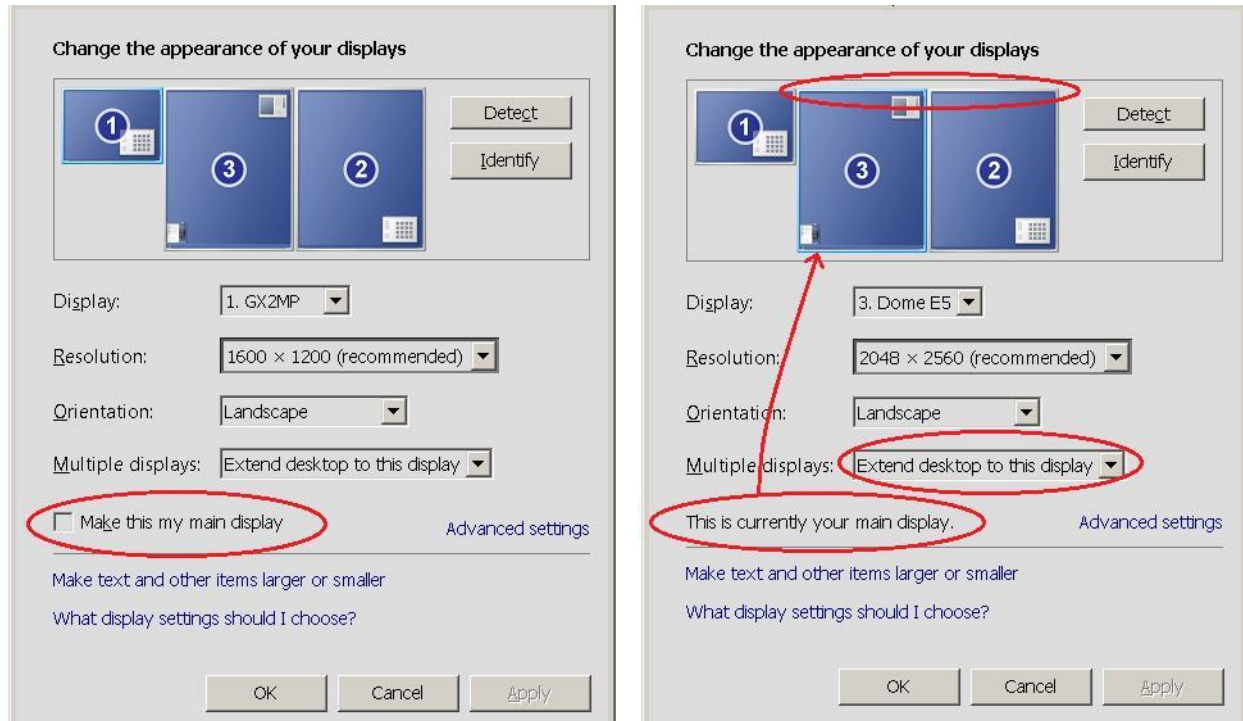 Change the appearance of your displays
1
3
2
Detect
Identify
Display: 1. GX2MP
Resolution: 1600 × 1200 (recommended)
Orientation: Landscape
Multiple displays: Extend desktop to this display
Make this my main display
Advanced settings
Make text and other items larger or smaller
What display settings should I choose?
OK Cancel Apply
Change the appearance of your displays
1
3
2
Detect
Identify
Display: 3. Dome E5
Resolution: 2048 × 2560 (recommended)
Orientation: Landscape
Multiple displays: Extend desktop to this display
This is currently your main display.
Advanced settings
Make text and other items larger or smaller
What display settings should I choose?
OK Cancel Apply